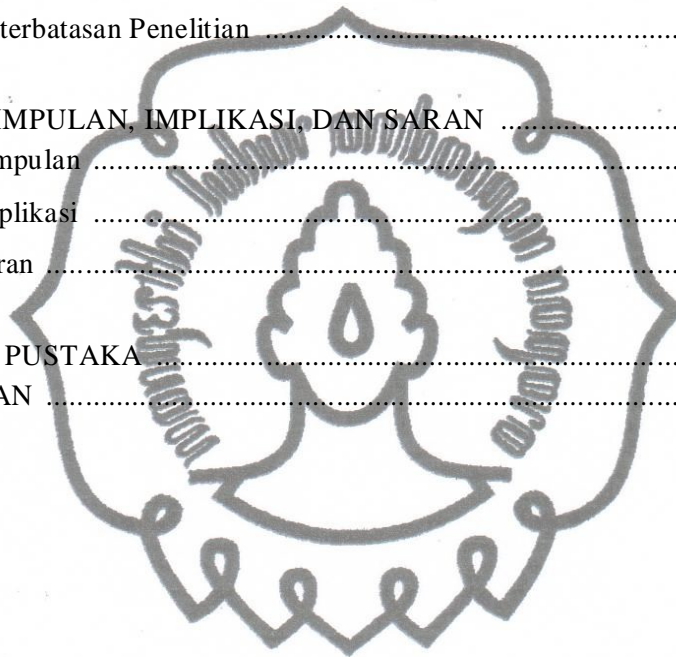 terbatasan Penelitian ..........................................................
IMPULAN, IMPLIKASI, DAN SARAN ........................
mpulan ..................................................................................
plikasi ..................................................................................
ran .........................................................................................
PUSTAKA .......................................................................
AN .........................................................................................